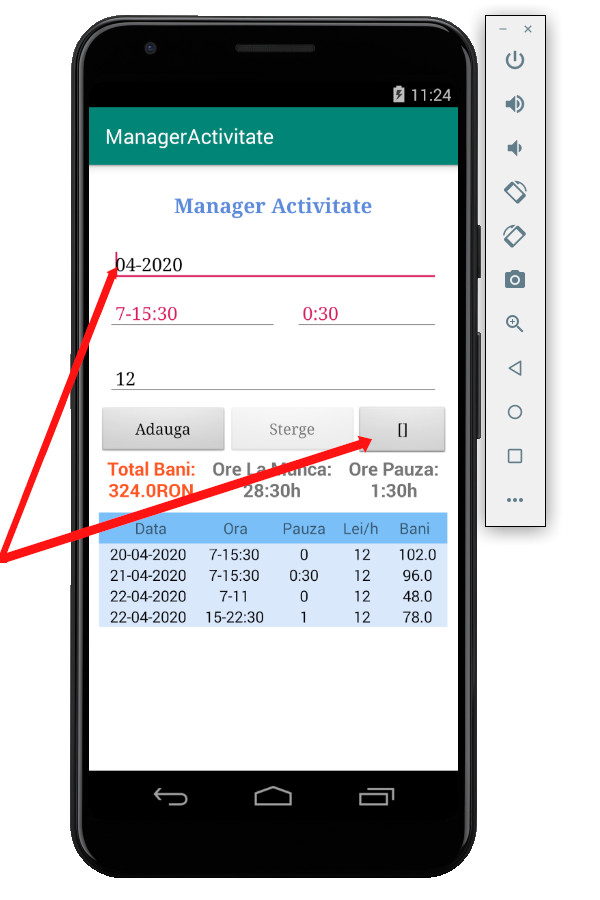 11:24
ManagerActivitate
Manager Activitate
04-2020
7-15:30 0:30
12
Adauga Sterge []
Total Bani: Ore La Munca: Ore Pauza:
324.0RON 28:30h 1:30h
Data Ora Pauza Lei/h Bani
20-04-2020 7-15:30 0 12 102.0
21-04-2020 7-15:30 0:30 12 96.0
22-04-2020 7-11 0 12 48.0
22-04-2020 15-22:30 1 12 78.0